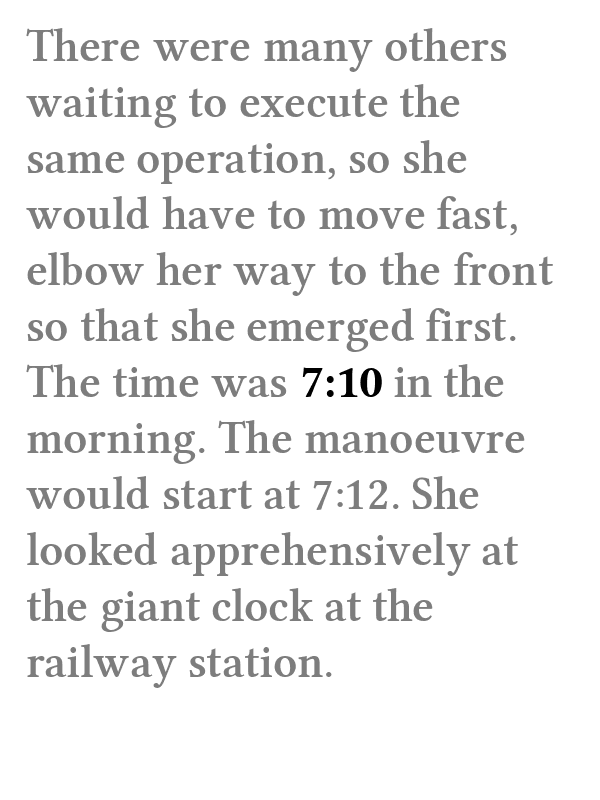 There were many others
waiting to execute the
same operation, so she
would have to move fast,
elbow her way to the front
so that she emerged first.
The time was 7:10 in the
morning. The manoeuvre
would start at 7:12. She
looked apprehensively at
the giant clock at the
railway station.